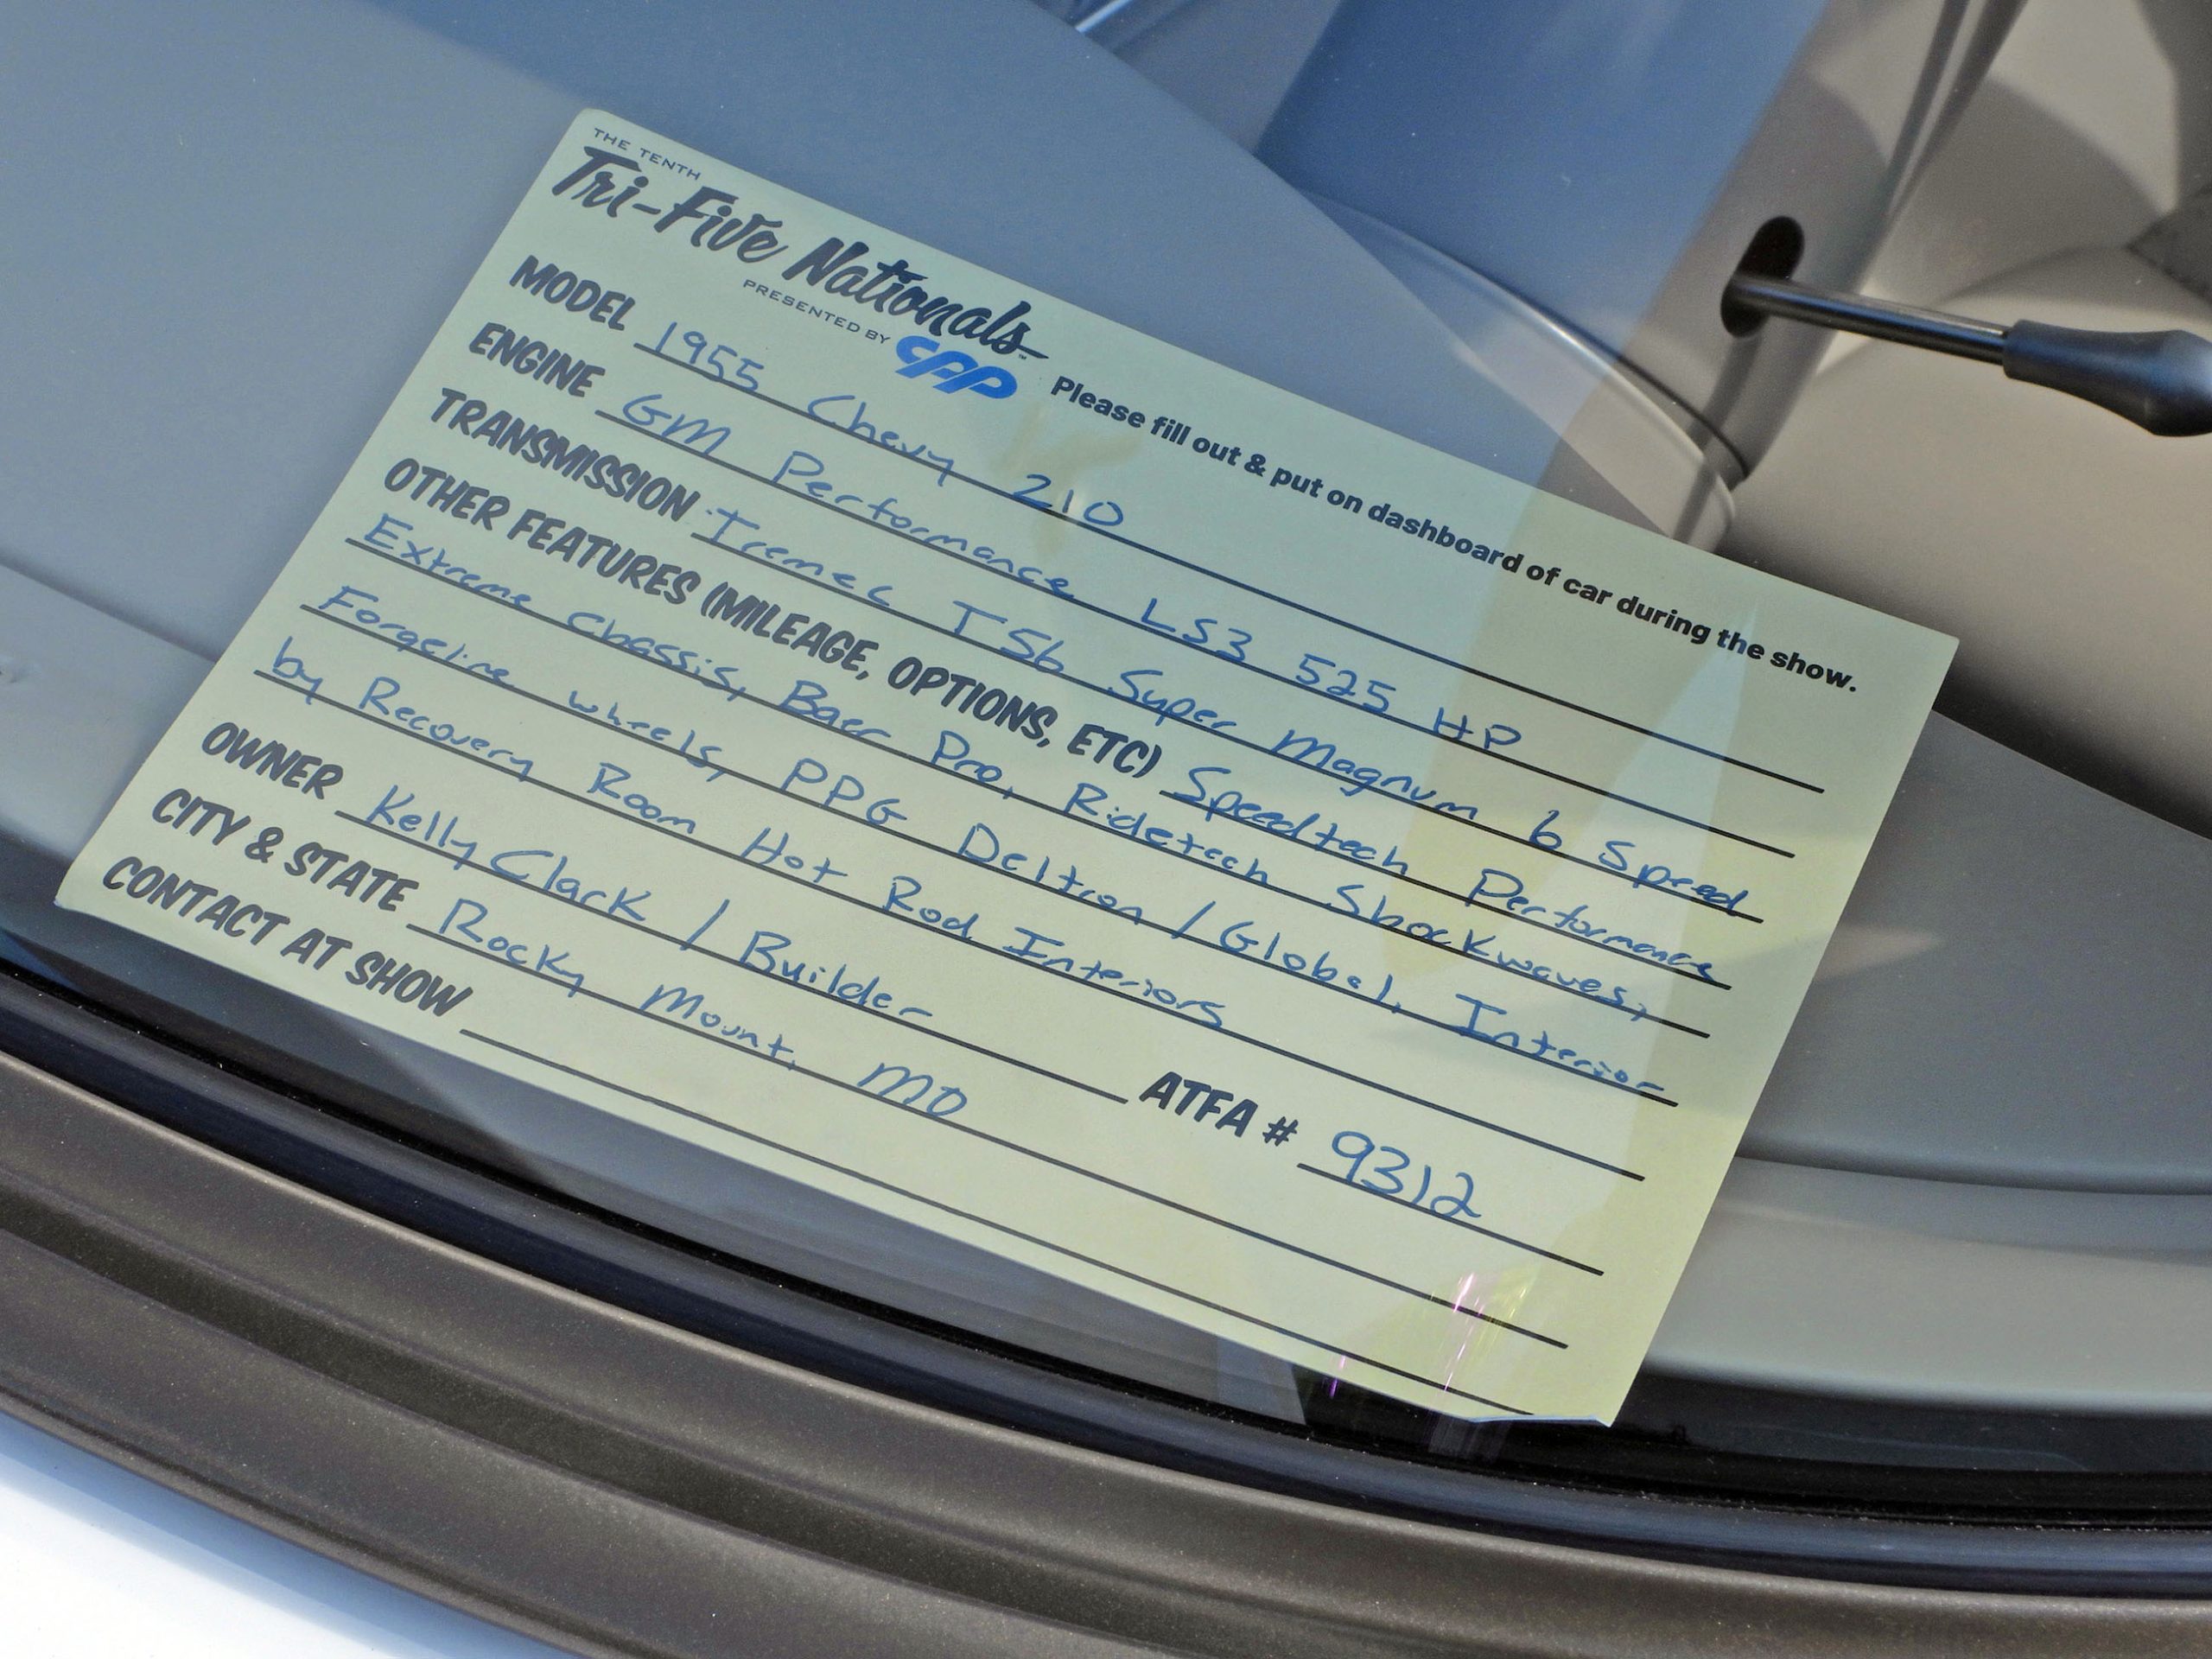 THE TENTH
Tri-Five Nationals™
PRESENTED BY CPP
Please fill out & put on dashboard of car during the show.
MODEL 1955 Chevy 210
ENGINE GM Performance LS3 525 HP
TRANSMISSION Tremec T56 Super Magnum 6 Speed
OTHER FEATURES (MILEAGE, OPTIONS, ETC) Speedtech Performance
Extreme Chassis, Baer Pro, Ridetech Shockwaves,
Forgeline wheels, PPG Deltron / Global, Interior
by Recovery Room Hot Rod Interiors
OWNER Kelly Clark / Builder ATFA # 9312
CITY & STATE Rocky Mount, MO
CONTACT AT SHOW